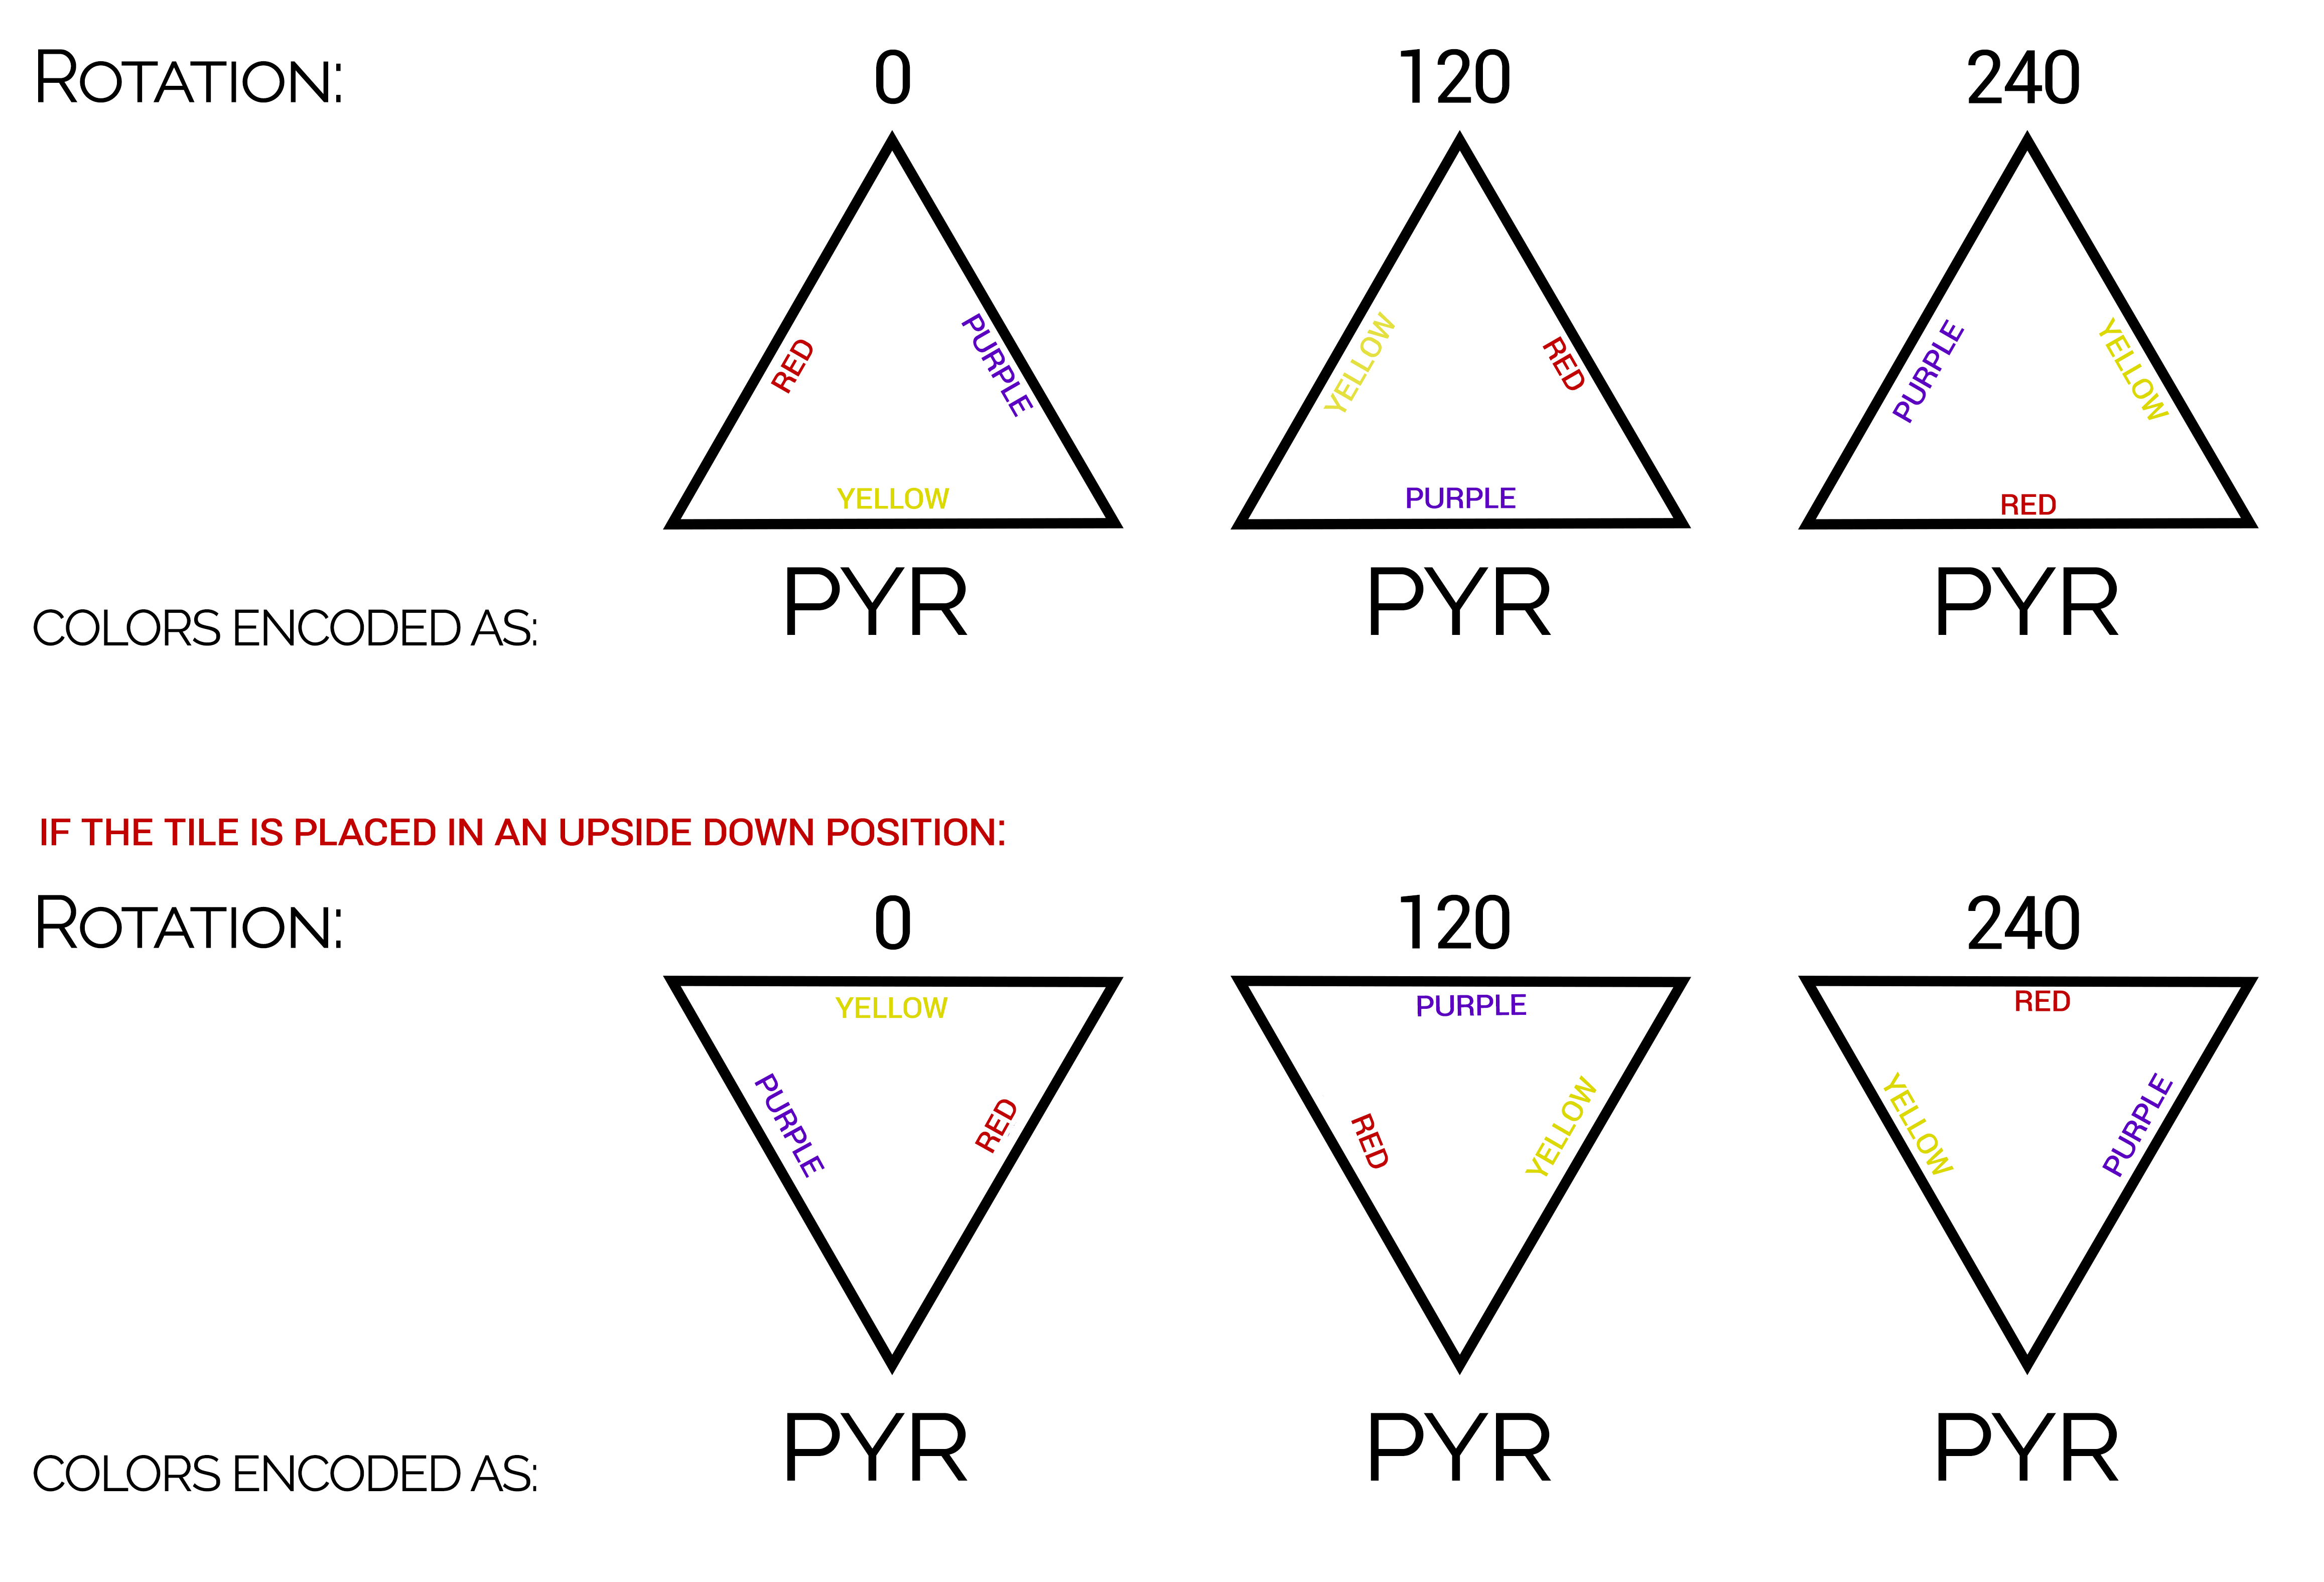 ROTATION: 0 120 240
RED PURPLE YELLOW RED PURPLE YELLOW
YELLOW PURPLE RED
COLORS ENCODED AS: PYR PYR PYR
IF THE TILE IS PLACED IN AN UPSIDE DOWN POSITION:
ROTATION: 0 120 240
YELLOW PURPLE RED
PURPLE RED RED YELLOW YELLOW PURPLE
COLORS ENCODED AS: PYR PYR PYR